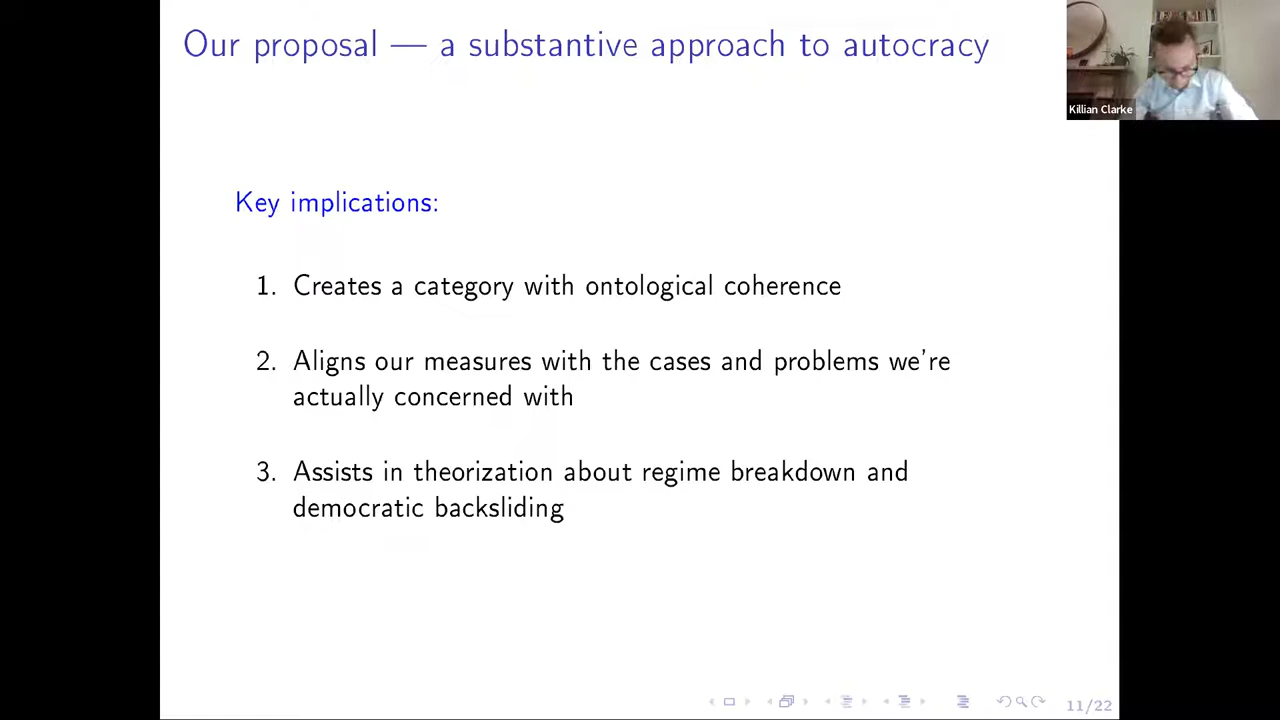 Our proposal — a substantive approach to autocracy
Killian Clarke
Key implications:
1. Creates a category with ontological coherence
2. Aligns our measures with the cases and problems we're
actually concerned with
3. Assists in theorization about regime breakdown and
democratic backsliding
11/22